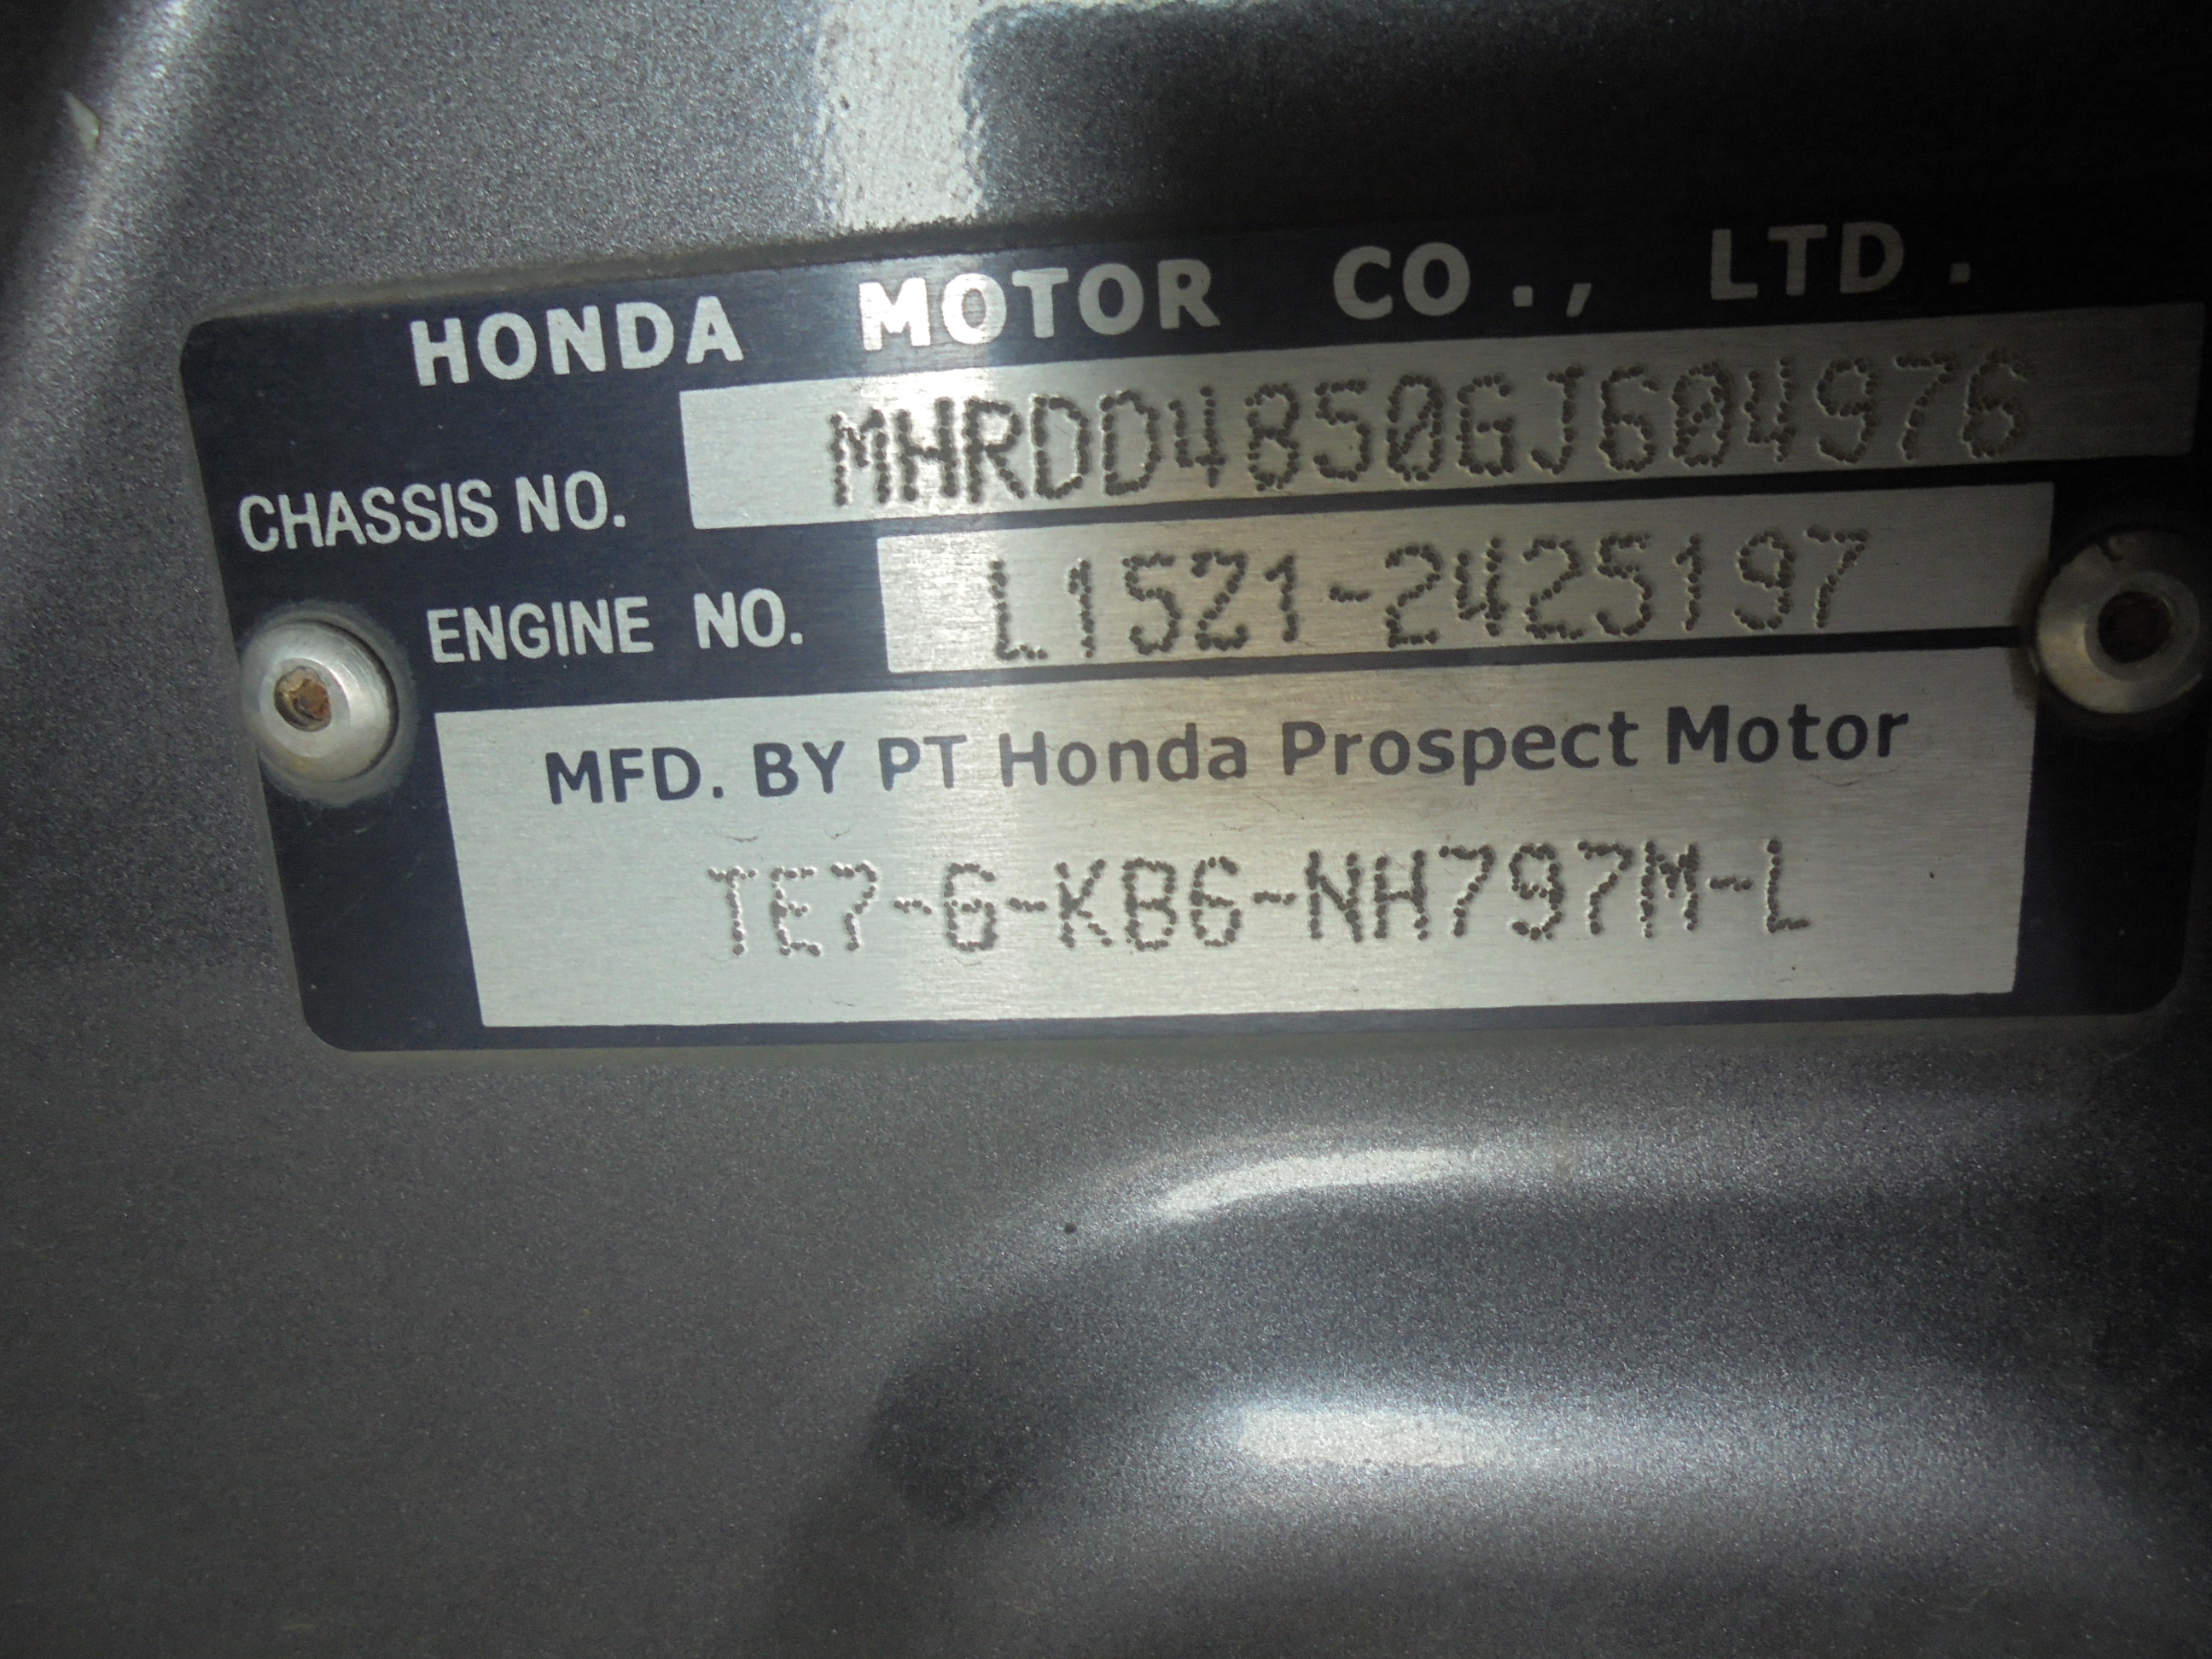 HONDA MOTOR CO., LTD.
CHASSIS NO. MHRDD4850GJ604976
ENGINE NO. L15Z1-2425197
MFD. BY PT Honda Prospect Motor
TE7-G-KB6-NH797M-L